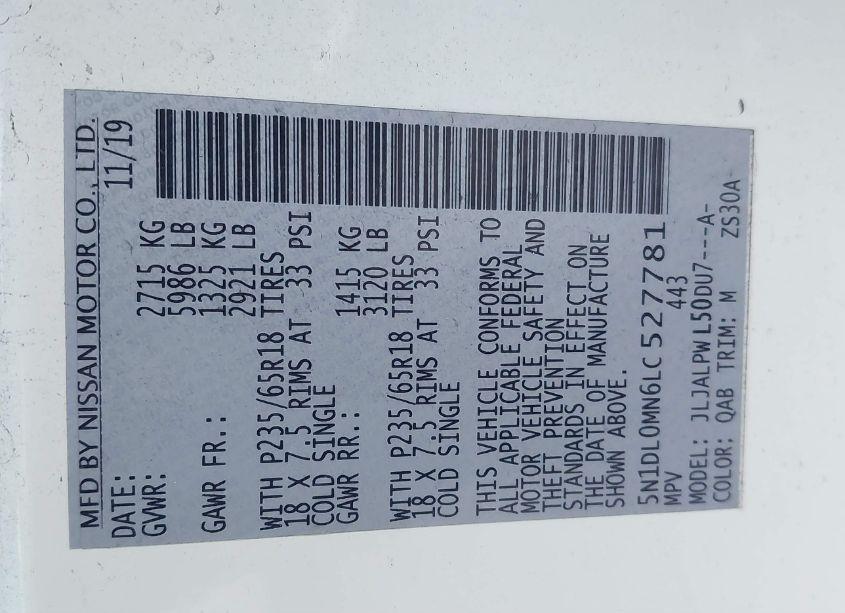 MFD BY NISSAN MOTOR CO., LTD.
DATE: 11/19
GVWR: 2715 KG
5986 LB
GAWR FR.: 1325 KG
2921 LB
WITH P235/65R18 TIRES
18 X 7.5 RIMS AT 33 PSI
COLD SINGLE
GAWR RR.: 1415 KG
3120 LB
WITH P235/65R18 TIRES
18 X 7.5 RIMS AT 33 PSI
COLD SINGLE
THIS VEHICLE CONFORMS TO
ALL APPLICABLE FEDERAL
MOTOR VEHICLE SAFETY AND
THEFT PREVENTION
STANDARDS IN EFFECT ON
THE DATE OF MANUFACTURE
SHOWN ABOVE.
5N1DL0MN6LC527781
MPV 443
MODEL: JLJALPWL50DU7---A-
COLOR: QAB TRIM: M ZS30A-